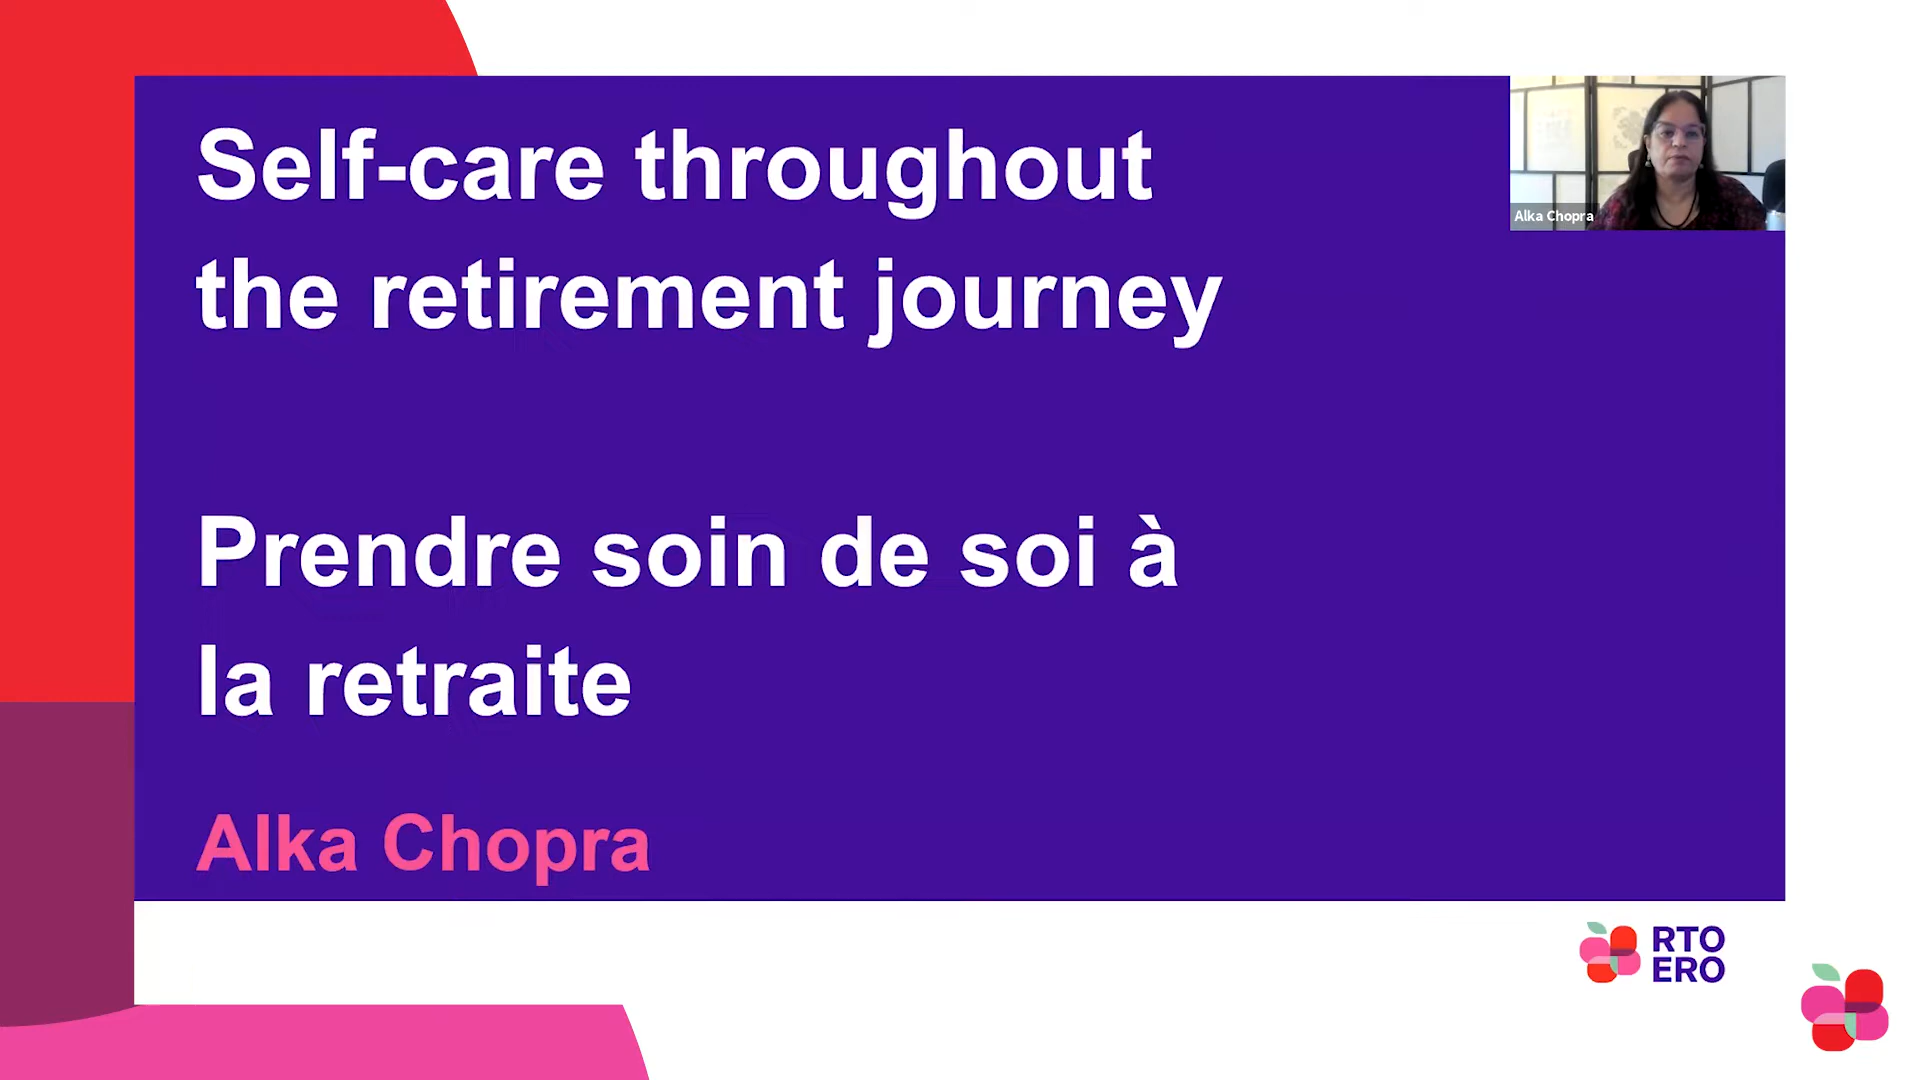 Self-care throughout
the retirement journey
Prendre soin de soi à
la retraite
Alka Chopra
Alka Chopra
RTO
ERO